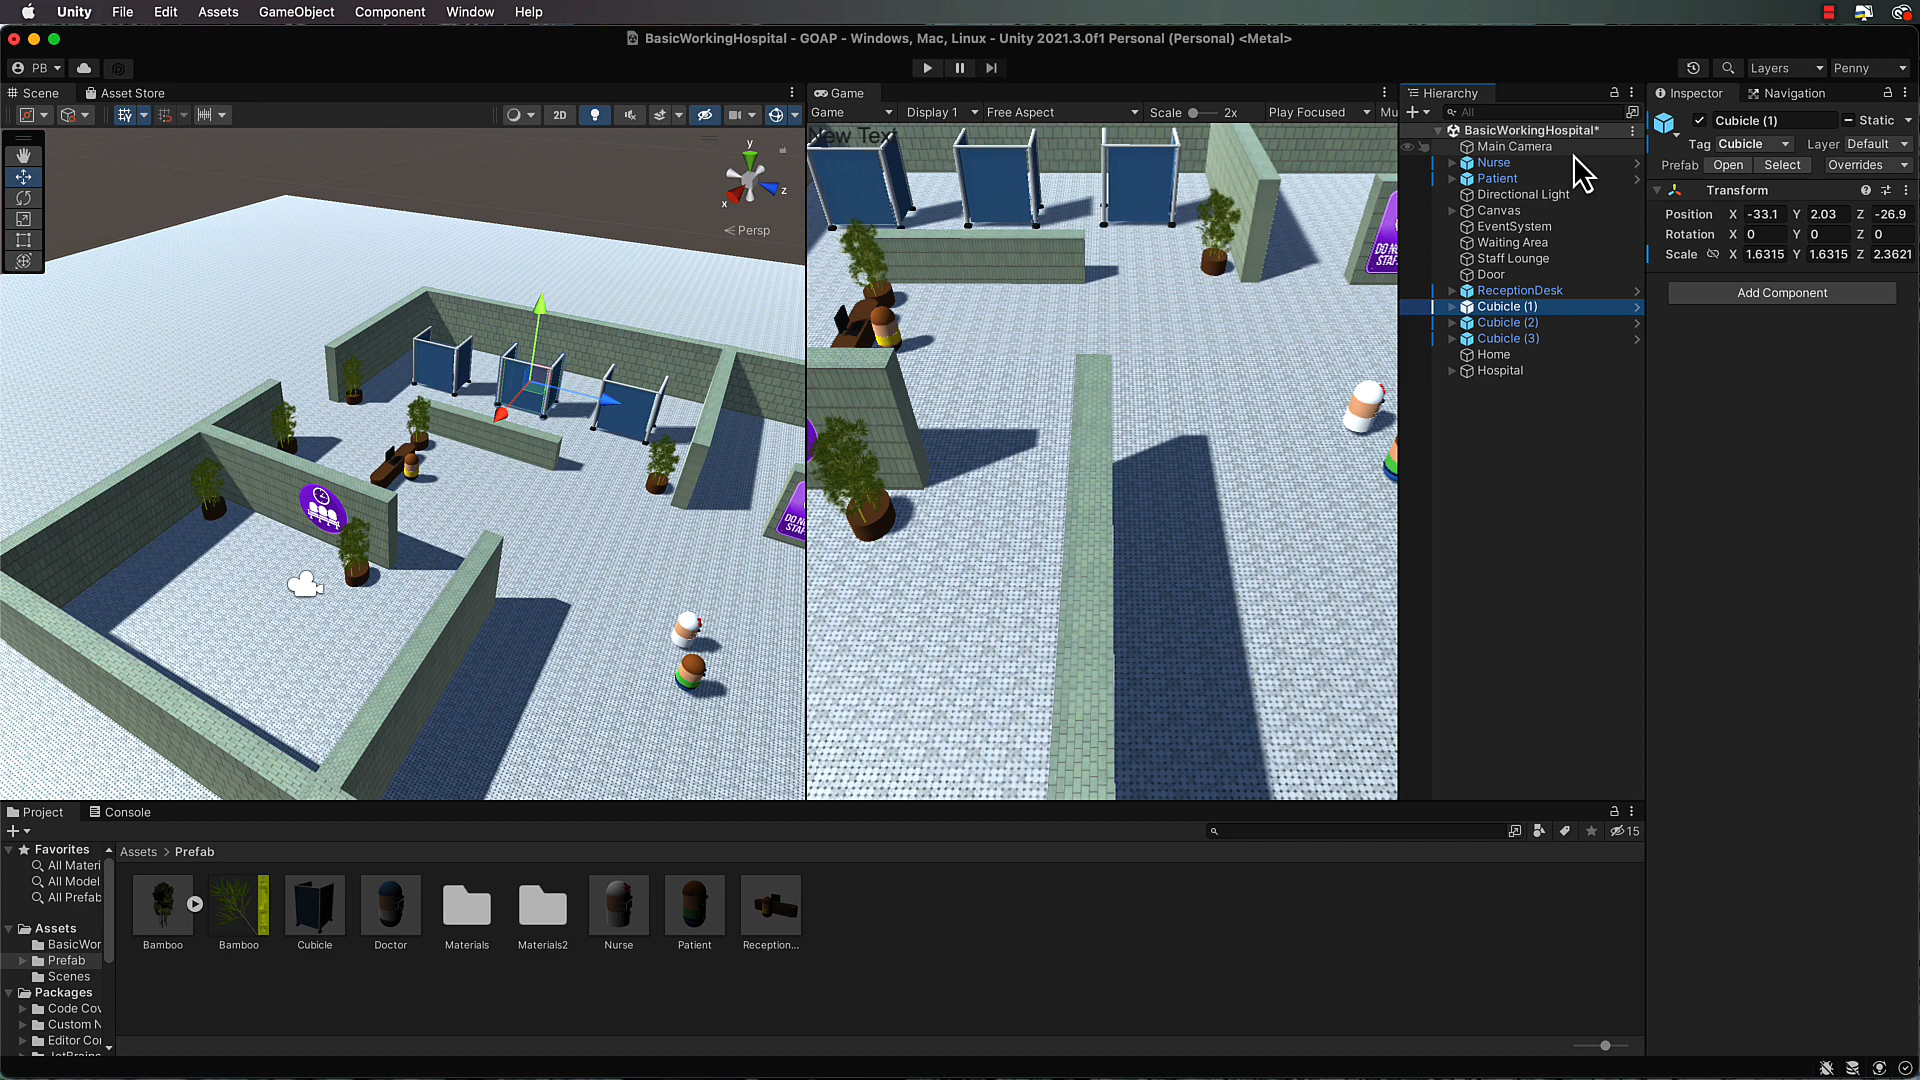 Unity File Edit Assets GameObject Component Window Help
BasicWorkingHospital - GOAP - Windows, Mac, Linux - Unity 2021.3.0f1 Personal (Personal) <Metal>
PB
Layers
Penny
Scene
Asset Store
2D
y
z
x
Persp
Game
Game
Display 1
Free Aspect
Scale
2x
Play Focused
Mu
New Text
Hierarchy
All
BasicWorkingHospital*
Main Camera
Nurse
Patient
Directional Light
Canvas
EventSystem
Waiting Area
Staff Lounge
Door
ReceptionDesk
Cubicle (1)
Cubicle (2)
Cubicle (3)
Home
Hospital
Inspector
Navigation
Cubicle (1)
Static
Tag Cubicle
Layer Default
Prefab Open Select Overrides
Transform
Position X -33.1 Y 2.03 Z -26.9
Rotation X 0 Y 0 Z 0
Scale X 1.6315 Y 1.6315 Z 2.3621
Add Component
Project
Console
15
Favorites
All Materi
All Model
All Prefab
Assets
BasicWor
Prefab
Scenes
Packages
Code Cov
Custom N
Editor Co
JetBrains
Assets > Prefab
Bamboo
Bamboo
Cubicle
Doctor
Materials
Materials2
Nurse
Patient
Reception...